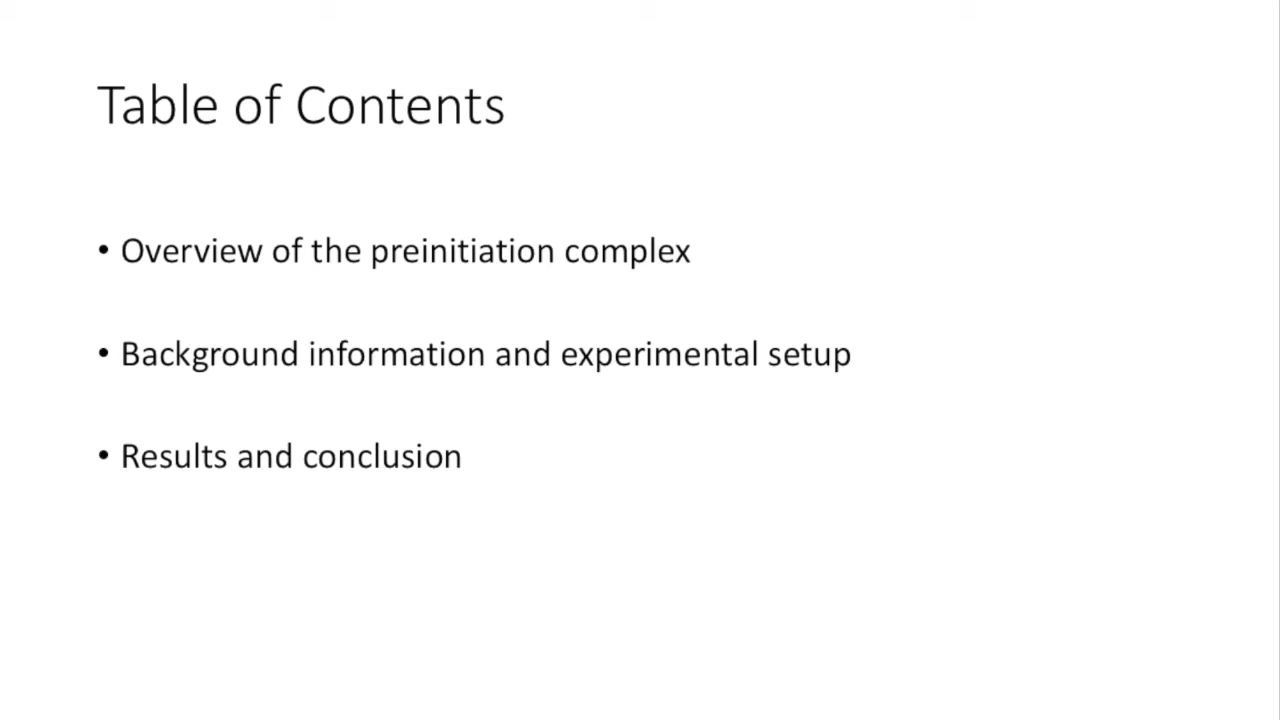 Table of Contents
• Overview of the preinitiation complex
• Background information and experimental setup
• Results and conclusion